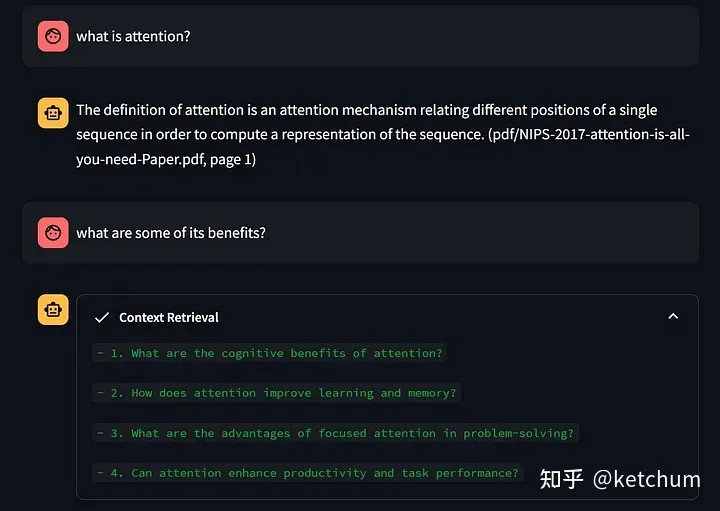 what is attention?
The definition of attention is an attention mechanism relating different positions of a single
sequence in order to compute a representation of the sequence. (pdf/NIPS-2017-attention-is-all-
you-need-Paper.pdf, page 1)
what are some of its benefits?
Context Retrieval
- 1. What are the cognitive benefits of attention?
- 2. How does attention improve learning and memory?
- 3. What are the advantages of focused attention in problem-solving?
- 4. Can attention enhance productivity and task performance?
知乎 @ketchum